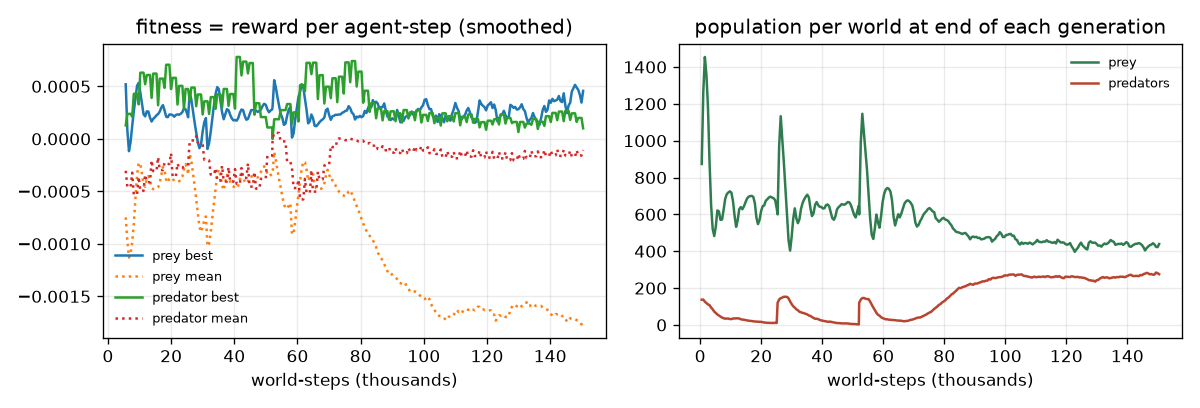 fitness = reward per agent-step (smoothed)
0.0005
0.0000
−0.0005
−0.0010
−0.0015
prey best
prey mean
predator best
predator mean
0 20 40 60 80 100 120 140
world-steps (thousands)
population per world at end of each generation
1400
1200
1000
800
600
400
200
0
prey
predators
0 20 40 60 80 100 120 140
world-steps (thousands)